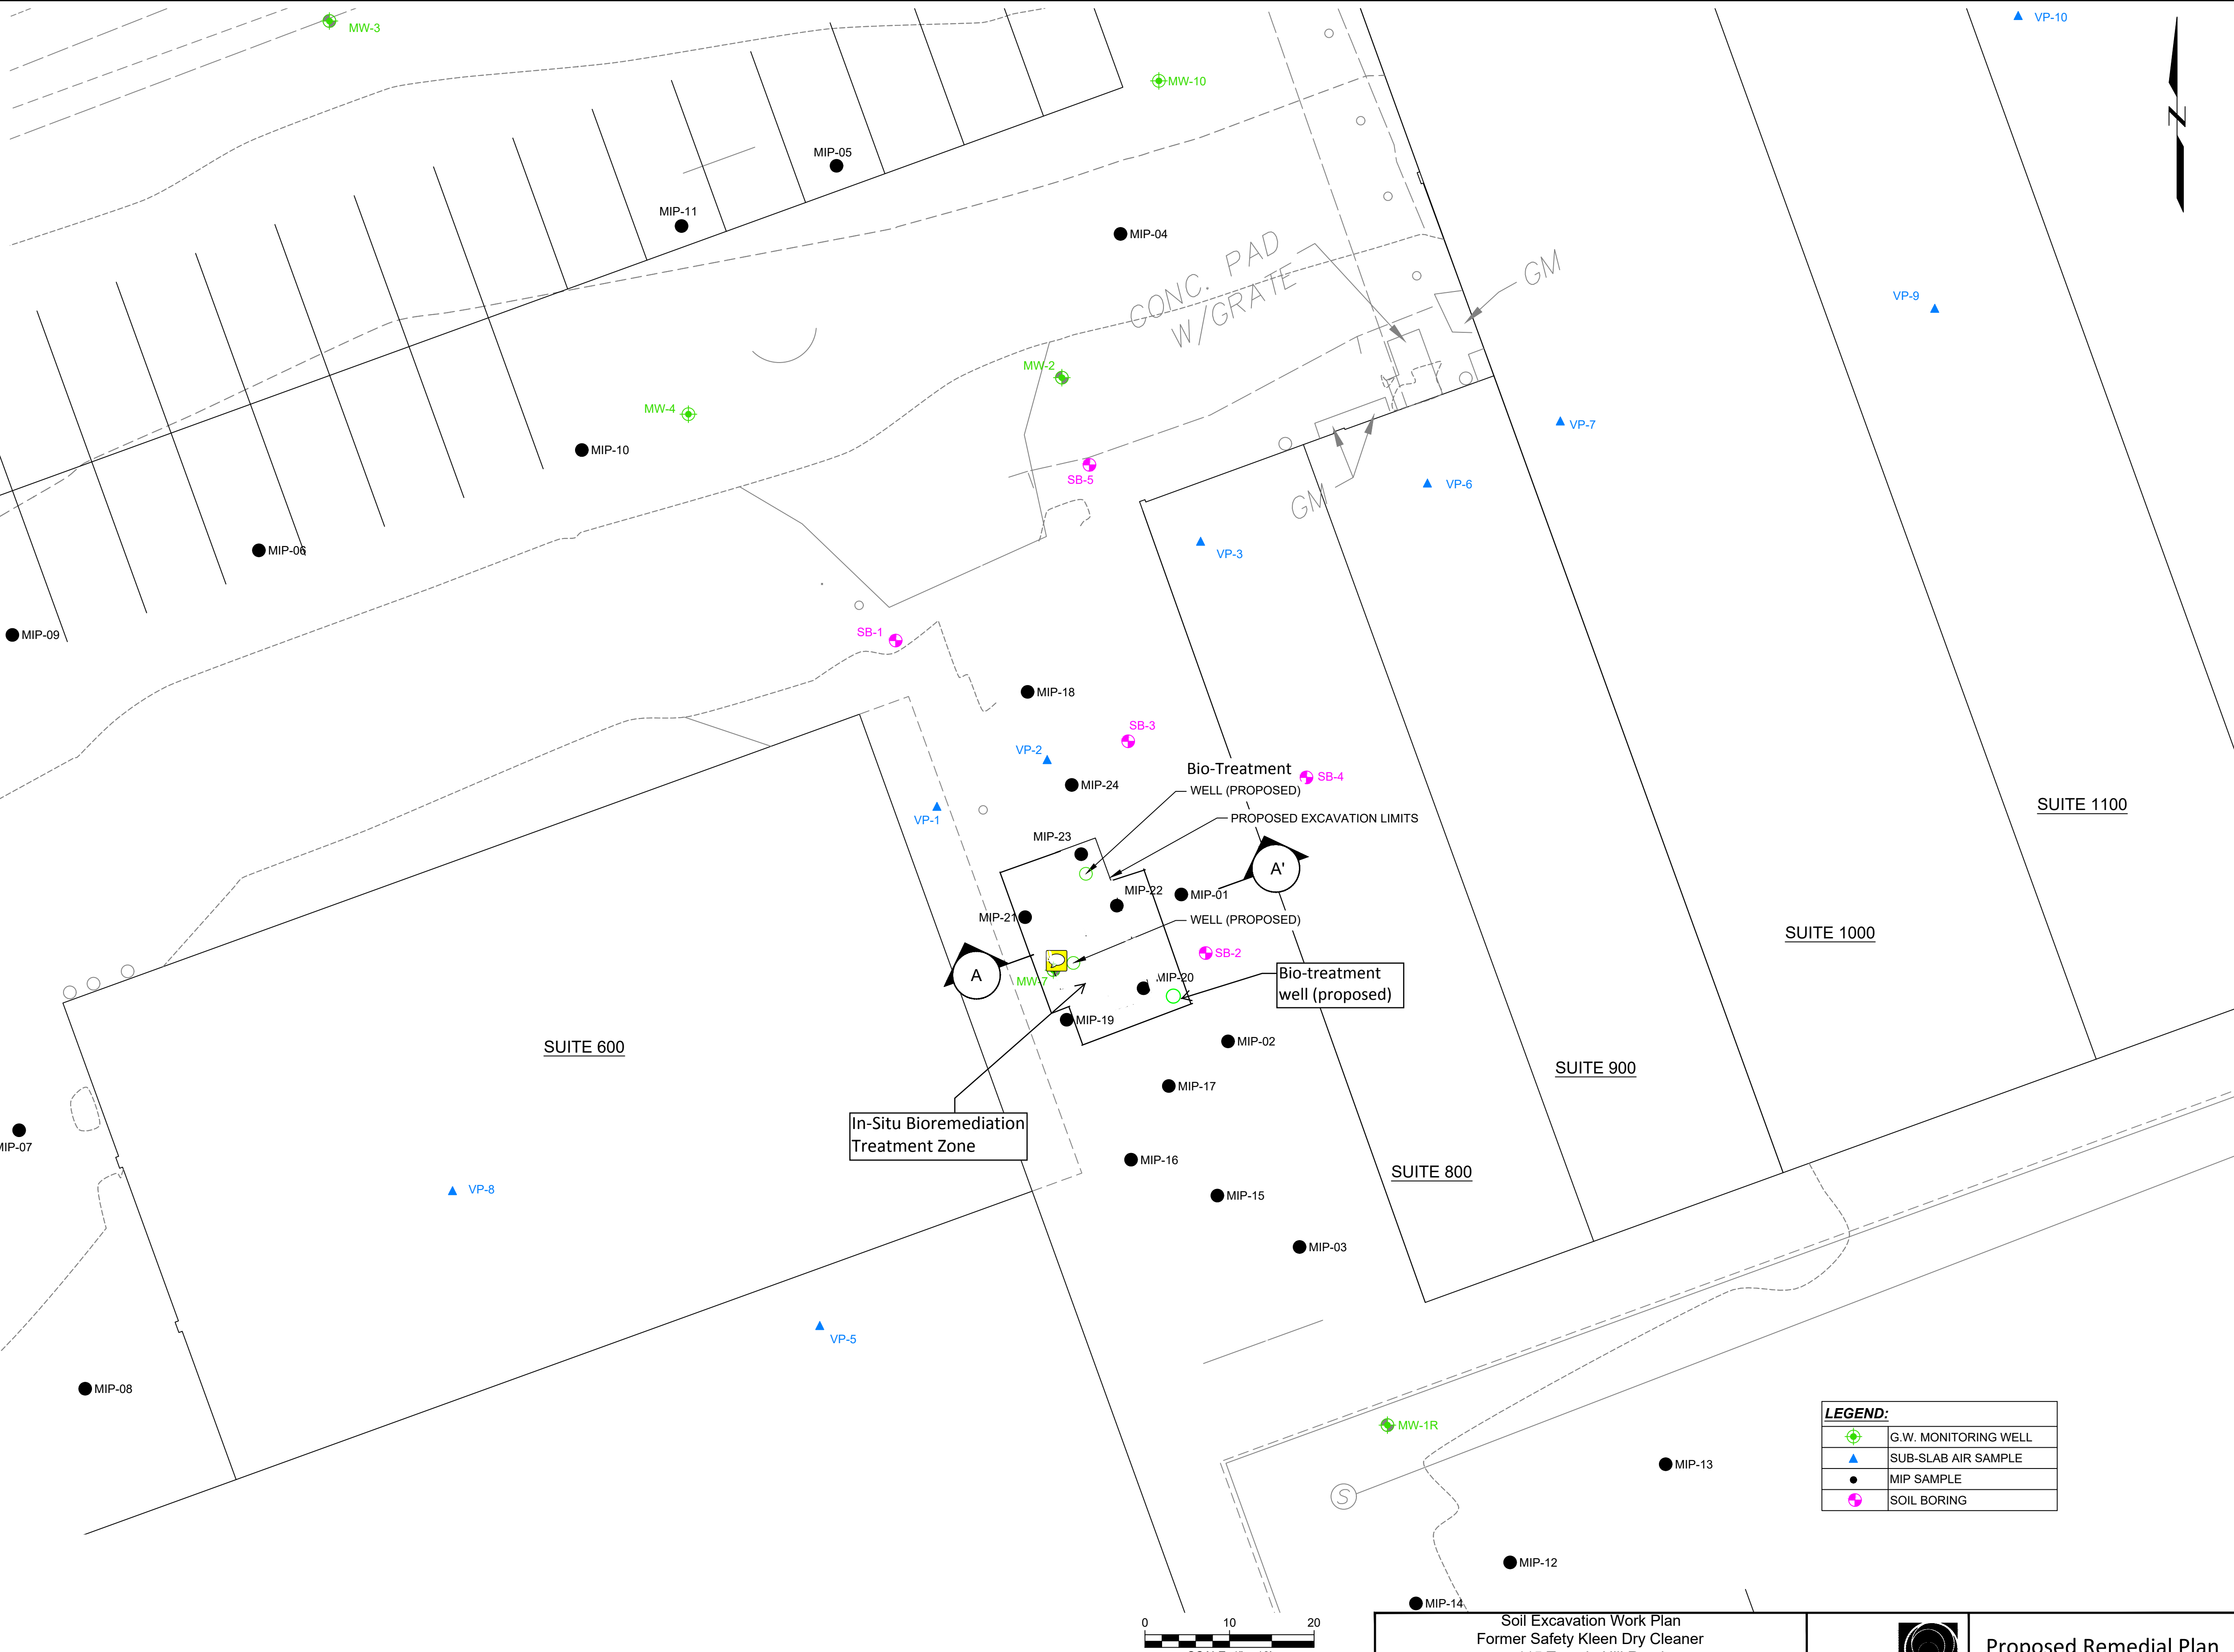 MW-3
VP-10
MW-10
N
MIP-05
MIP-11
MIP-04
CONC. PAD
W/GRATE
GM
VP-9
MW-2
MW-4
VP-7
MIP-10
SB-5
VP-6
GM
MIP-06
VP-3
MIP-09
SB-1
MIP-18
SB-3
VP-2
Bio-Treatment
WELL (PROPOSED)
SB-4
MIP-24
SUITE 1100
VP-1
PROPOSED EXCAVATION LIMITS
MIP-23
A'
MIP-22
MIP-01
MIP-21
WELL (PROPOSED)
SUITE 1000
SB-2
A
MW-7
MIP-20
Bio-treatment
well (proposed)
MIP-19
SUITE 600
MIP-02
SUITE 900
MIP-17
In-Situ Bioremediation
Treatment Zone
MIP-07
MIP-16
SUITE 800
VP-8
MIP-15
MIP-03
VP-5
MIP-08
LEGEND:
G.W. MONITORING WELL
SUB-SLAB AIR SAMPLE
MIP SAMPLE
SOIL BORING
MW-1R
MIP-13
S
MIP-12
MIP-14
0 10 20
Soil Excavation Work Plan
Former Safety Kleen Dry Cleaner
Proposed Remedial Plan